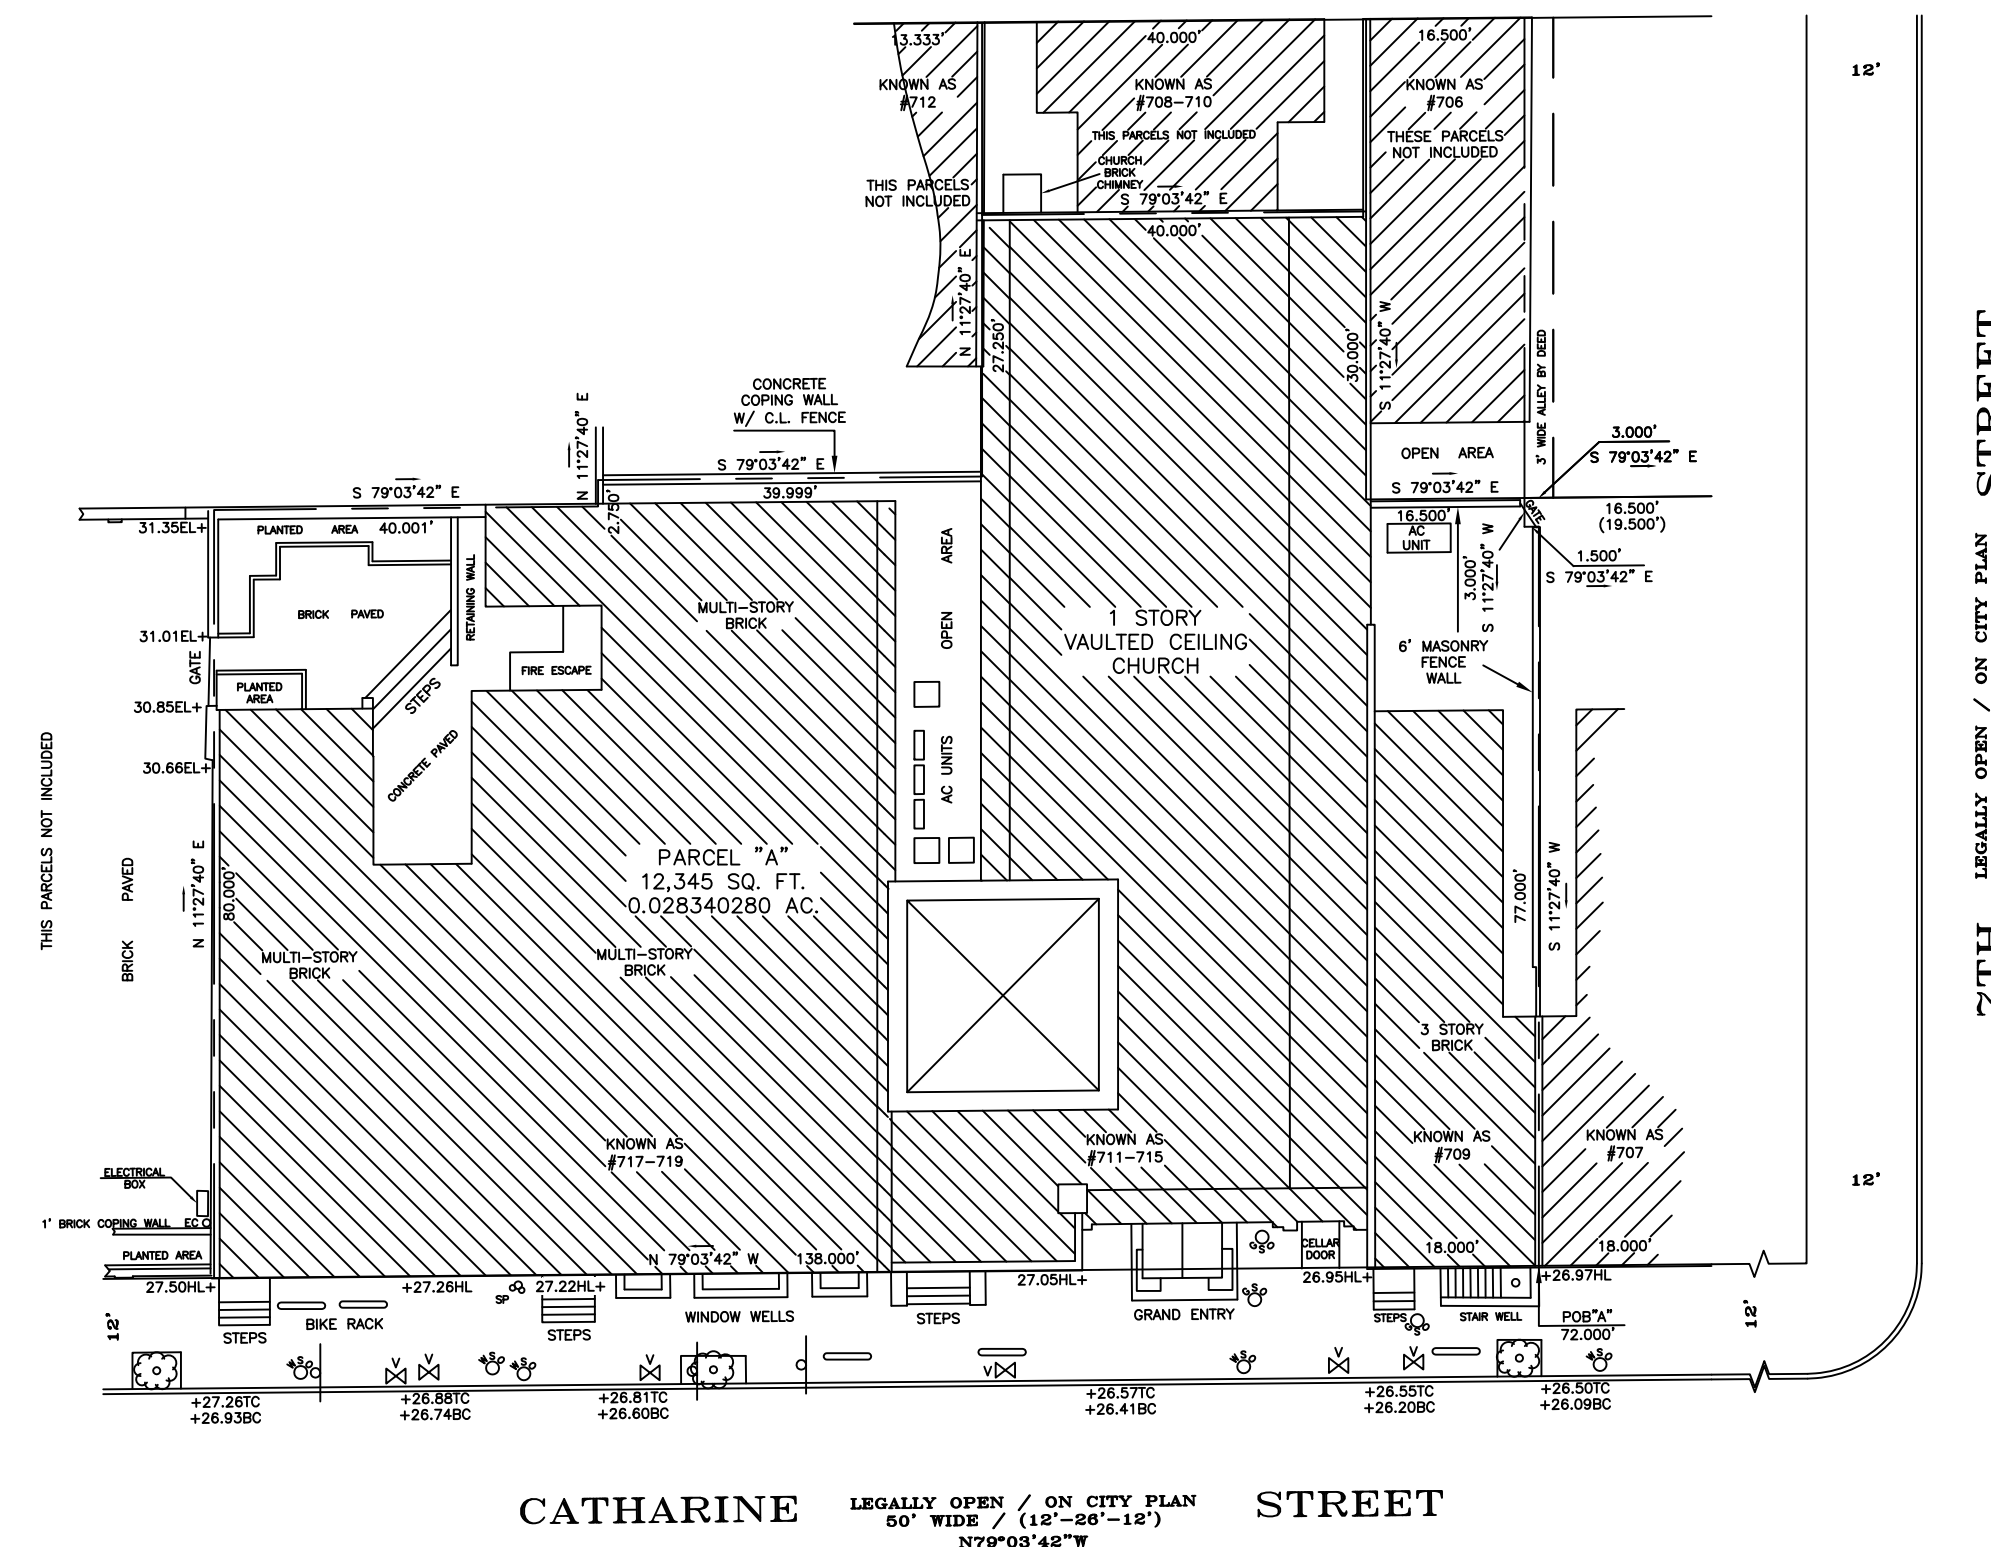 13.333'
40.000'
16.500'
12'
KNOWN AS
#712
KNOWN AS
#708-710
KNOWN AS
#706
THIS PARCELS NOT INCLUDED
THESE PARCELS
NOT INCLUDED
CHURCH
BRICK
CHIMNEY
THIS PARCELS
NOT INCLUDED
S 79°03'42" E
40.000'
N 11°27'40" E
27.250'
30.000'
S 11°27'40" W
3' WIDE ALLEY BY DEED
7TH STREET
LEGALLY OPEN / ON CITY PLAN
CONCRETE
COPING WALL
W/ C.L. FENCE
N 11°27'40" E
3.000'
S 79°03'42" E
OPEN AREA
S 79°03'42" E
39.999'
2.750'
S 79°03'42" E
S 79°03'42" E
16.500'
16.500'
(19.500')
GATE
31.35EL+
PLANTED AREA
40.001'
AC
UNIT
3.000'
S 11°27'40" W
1.500'
S 79°03'42" E
OPEN AREA
RETAINING WALL
BRICK PAVED
MULTI-STORY
BRICK
1 STORY
VAULTED CEILING
CHURCH
31.01EL+
GATE
6' MASONRY
FENCE
WALL
FIRE ESCAPE
PLANTED
AREA
STEPS
30.85EL+
CONCRETE PAVED
AC UNITS
30.66EL+
THIS PARCELS NOT INCLUDED
BRICK PAVED
N 11°27'40" E
80.000'
PARCEL "A"
12,345 SQ. FT.
0.028340280 AC.
77.000'
S 11°27'40" W
MULTI-STORY
BRICK
MULTI-STORY
BRICK
3 STORY
BRICK
KNOWN AS
#717-719
KNOWN AS
#711-715
KNOWN AS
#709
KNOWN AS
#707
12'
ELECTRICAL
BOX
1' BRICK COPING WALL EC
PLANTED AREA
N 79°03'42" W
138.000'
GSO
CELLAR
DOOR
18.000'
18.000'
27.50HL+
+27.26HL
27.22HL+
27.05HL+
26.95HL+
+26.97HL
SP
GSO
12'
STEPS
BIKE RACK
STEPS
WINDOW WELLS
STEPS
GRAND ENTRY
STEPS
GSO
STAIR WELL
POB"A"
72.000'
12'
WSO
V
V
WSO
WSO
V
V
WSO
V
V
WSO
+27.26TC
+26.93BC
+26.88TC
+26.74BC
+26.81TC
+26.60BC
+26.57TC
+26.41BC
+26.55TC
+26.20BC
+26.50TC
+26.09BC
CATHARINE STREET
LEGALLY OPEN / ON CITY PLAN
50' WIDE / (12'-26'-12')
N79°03'42"W